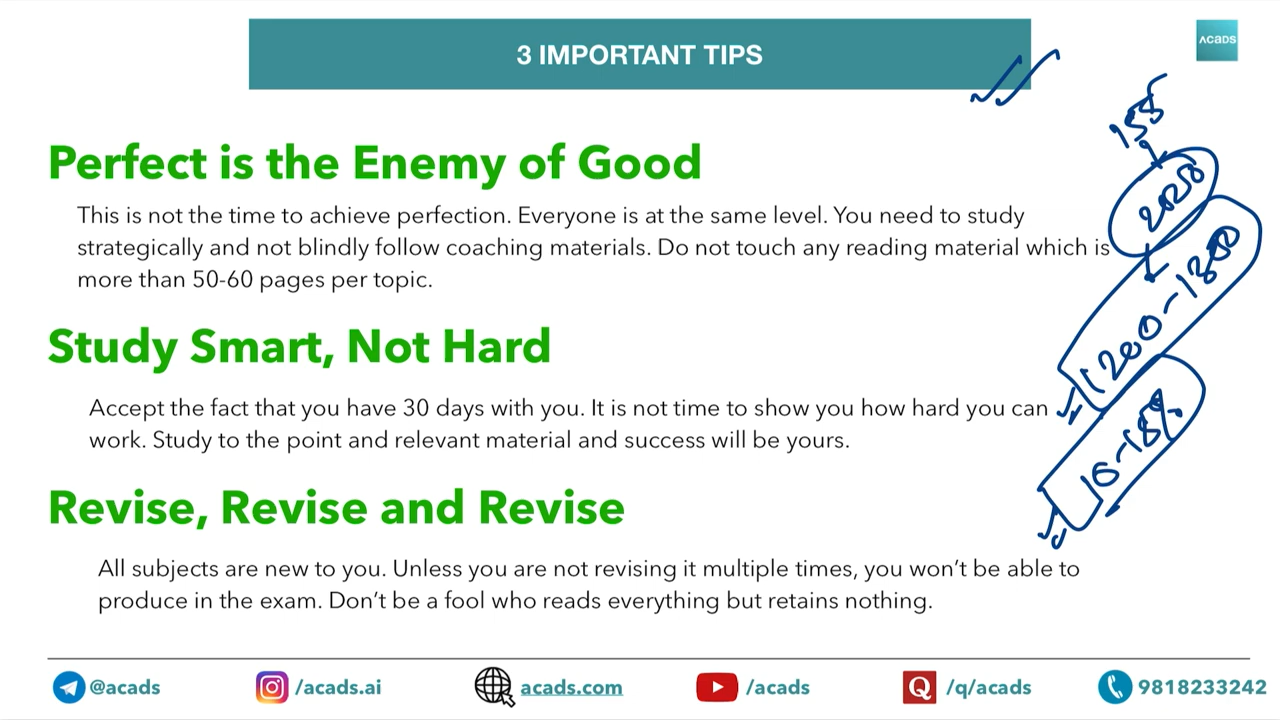 3 IMPORTANT TIPS
ACADS
Perfect is the Enemy of Good
This is not the time to achieve perfection. Everyone is at the same level. You need to study
strategically and not blindly follow coaching materials. Do not touch any reading material which is
more than 50-60 pages per topic.
Study Smart, Not Hard
Accept the fact that you have 30 days with you. It is not time to show you how hard you can
work. Study to the point and relevant material and success will be yours.
Revise, Revise and Revise
All subjects are new to you. Unless you are not revising it multiple times, you won't be able to
produce in the exam. Don't be a fool who reads everything but retains nothing.
1200-1300
@acads
/acads.ai
acads.com
/acads
/q/acads
9818233242